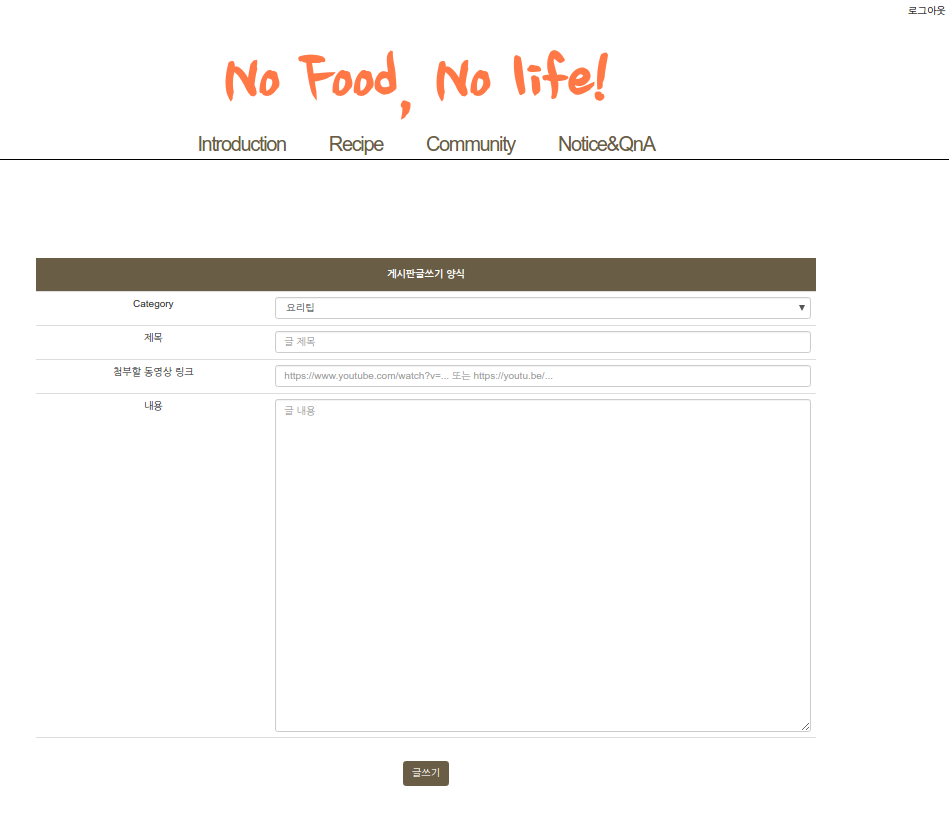 로그아웃
No Food, No life!
Introduction Recipe Community Notice&QnA
게시판글쓰기 양식
Category 요리팁
제목 글 제목
첨부할 동영상 링크 https://www.youtube.com/watch?v=... 또는 https://youtu.be/...
내용 글 내용
글쓰기